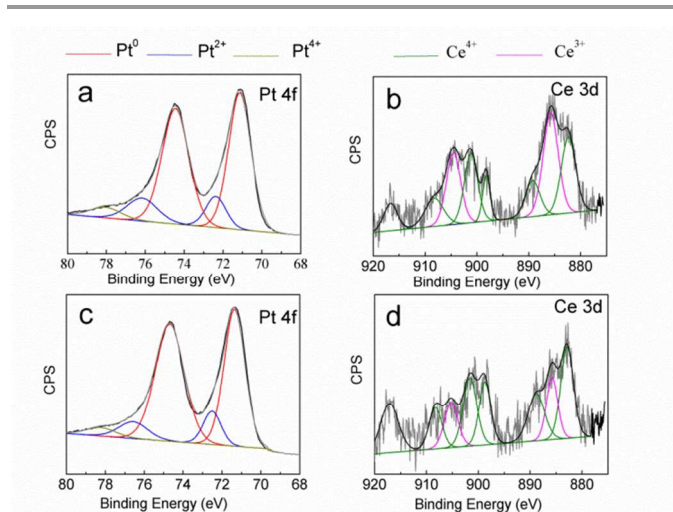 Pt0 Pt2+ Pt4+ Ce4+ Ce3+
a Pt 4f
CPS
80 78 76 74 72 70 68
Binding Energy (eV)
b Ce 3d
CPS
920 910 900 890 880
Binding Energy (eV)
c Pt 4f
CPS
80 78 76 74 72 70 68
Binding Energy (eV)
d Ce 3d
CPS
920 910 900 890 880
Binding Energy (eV)